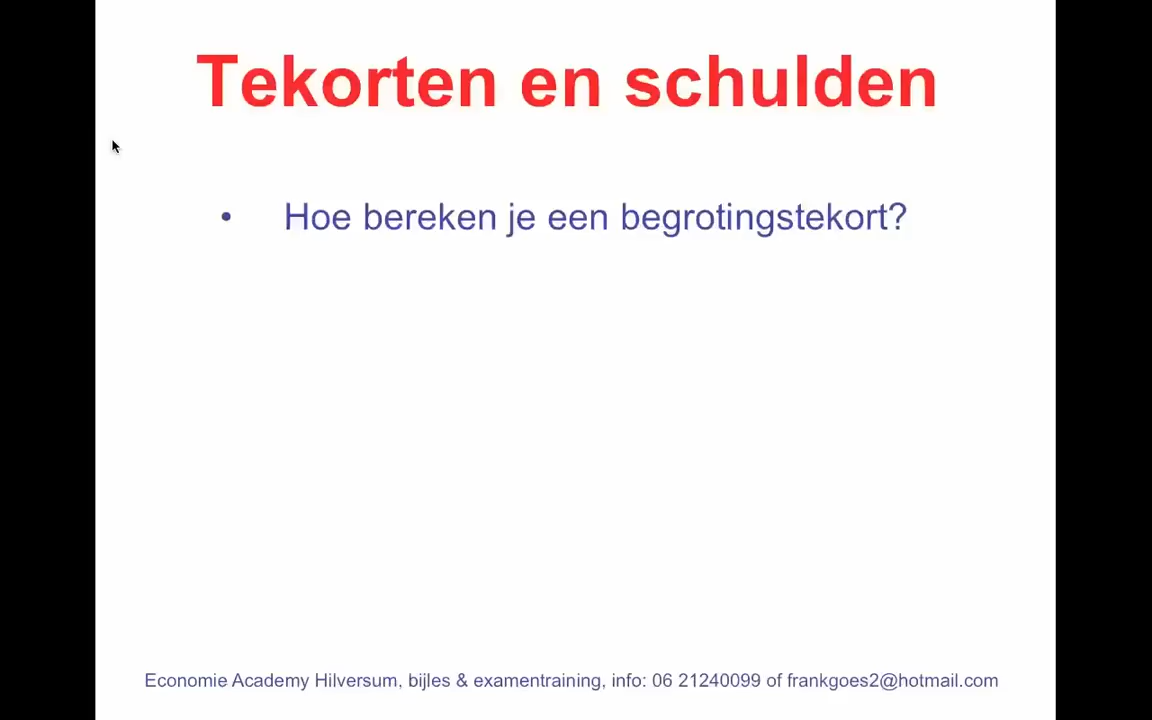 Tekorten en schulden
• Hoe bereken je een begrotingstekort?
Economie Academy Hilversum, bijles & examentraining, info: 06 21240099 of frankgoes2@hotmail.com